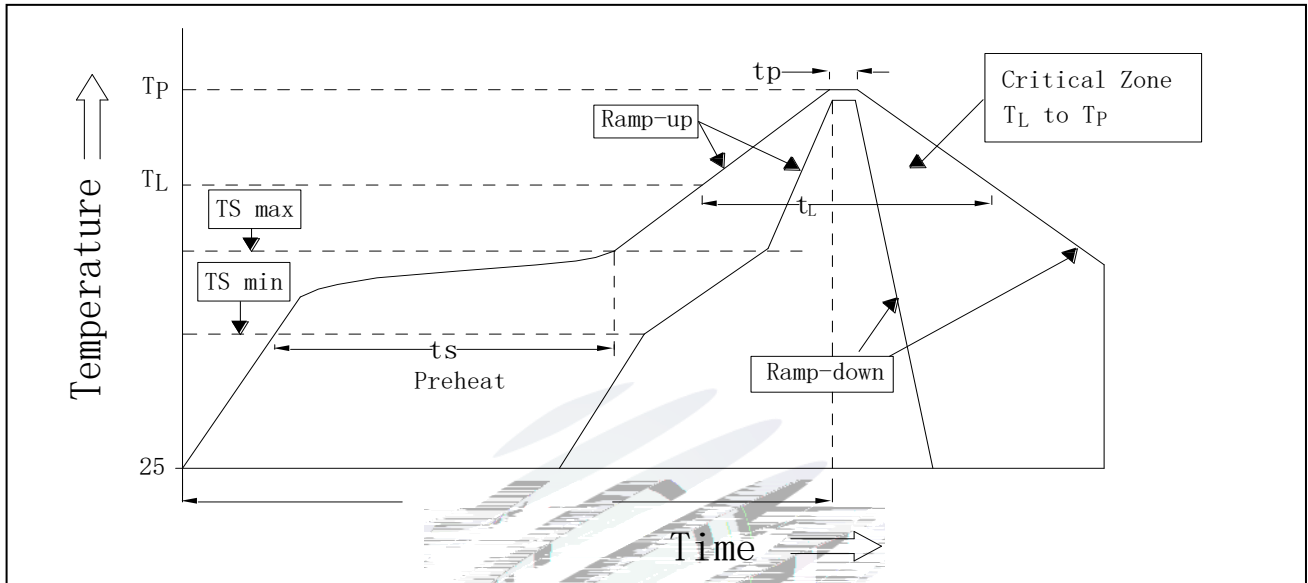 tp
TP
Critical Zone
TL to TP
Ramp-up
TL
TS max
tL
TS min
ts
Preheat
Ramp-down
Temperature
25
Time